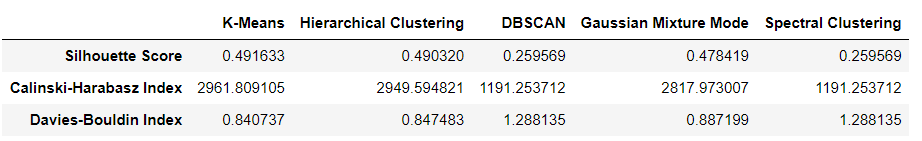 K-Means Hierarchical Clustering DBSCAN Gaussian Mixture Mode Spectral Clustering
Silhouette Score 0.491633 0.490320 0.259569 0.478419 0.259569
Calinski-Harabasz Index 2961.809105 2949.594821 1191.253712 2817.973007 1191.253712
Davies-Bouldin Index 0.840737 0.847483 1.288135 0.887199 1.288135